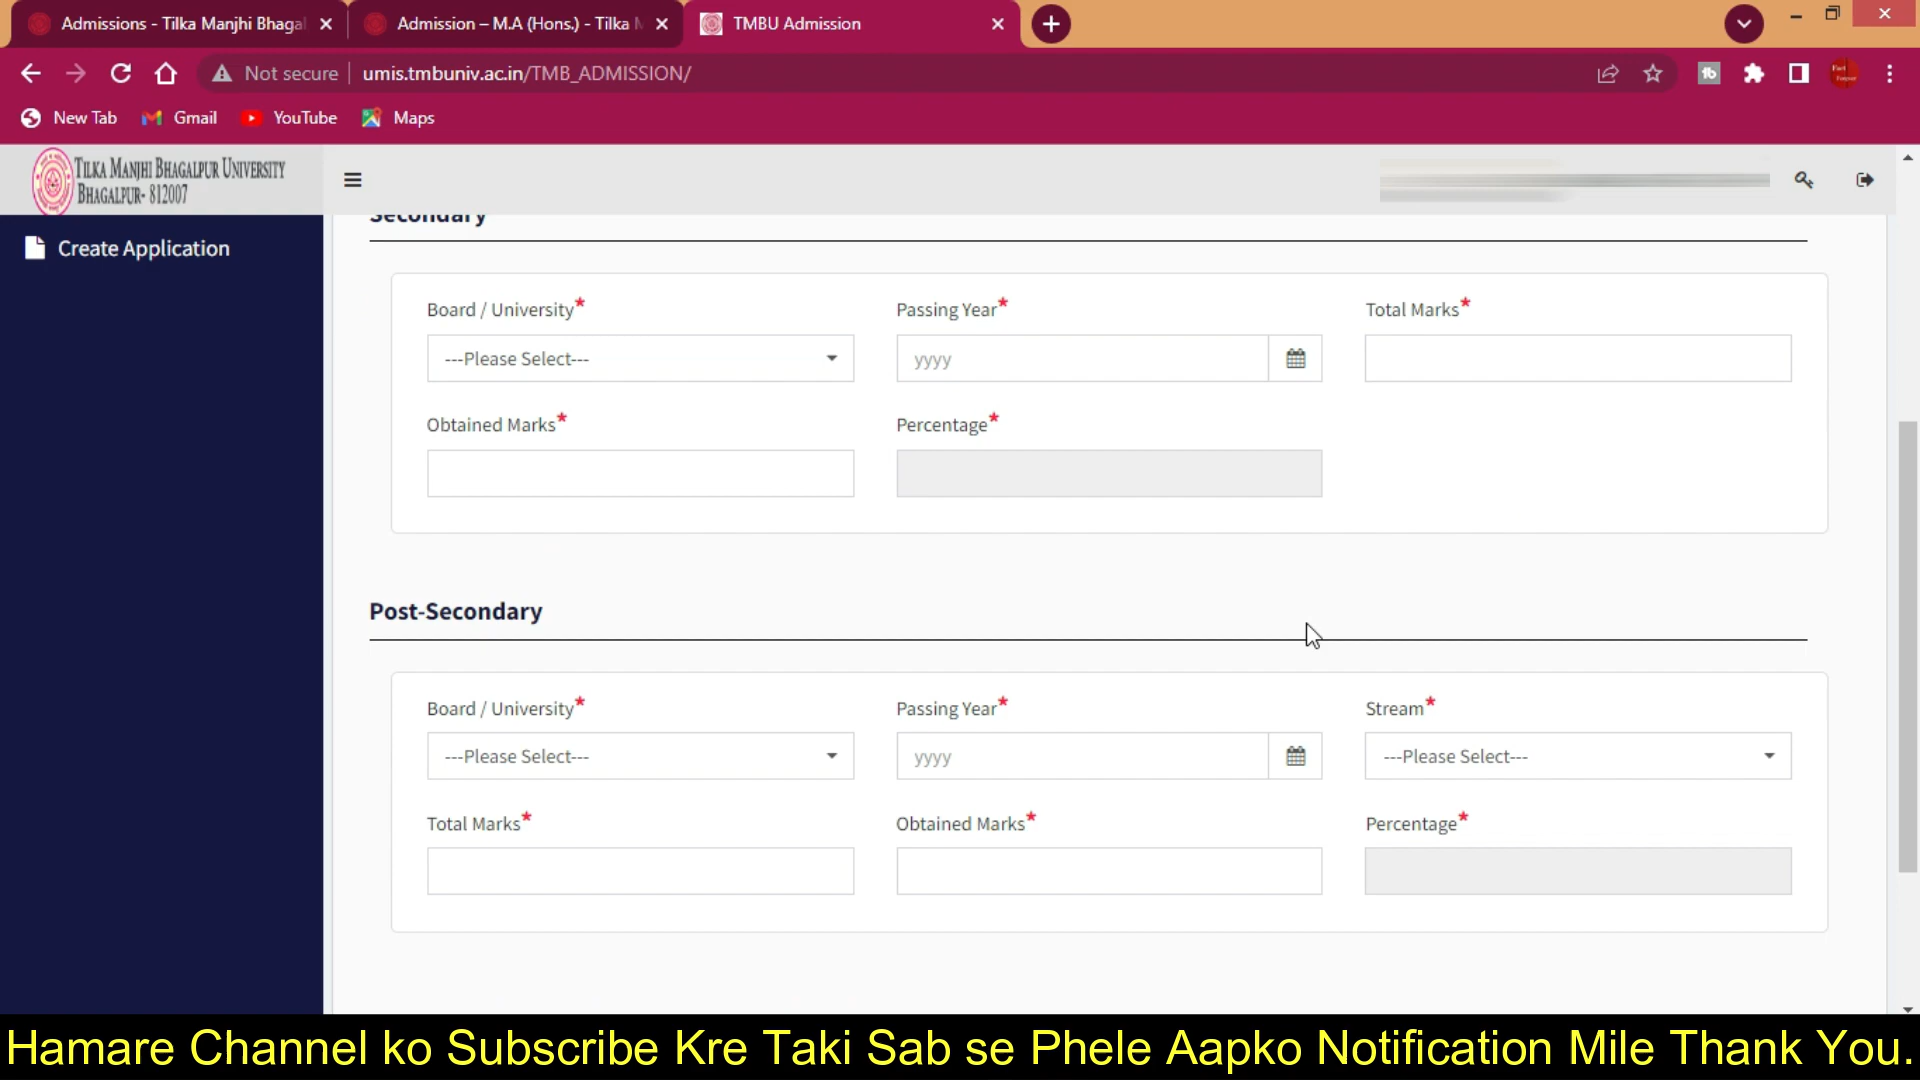 Admissions - Tilka Manjhi Bhagal
Admission – M.A (Hons.) - Tilka M
TMBU Admission
Not secure
umis.tmbuniv.ac.in/TMB_ADMISSION/
New Tab
Gmail
YouTube
Maps
TILKA MANJHI BHAGALPUR UNIVERSITY
BHAGALPUR- 812007
Create Application
Secondary
Board / University*
Passing Year*
Total Marks*
---Please Select---
yyyy
Obtained Marks*
Percentage*
Post-Secondary
Board / University*
Passing Year*
Stream*
---Please Select---
yyyy
---Please Select---
Total Marks*
Obtained Marks*
Percentage*
Hamare Channel ko Subscribe Kre Taki Sab se Phele Aapko Notification Mile Thank You.